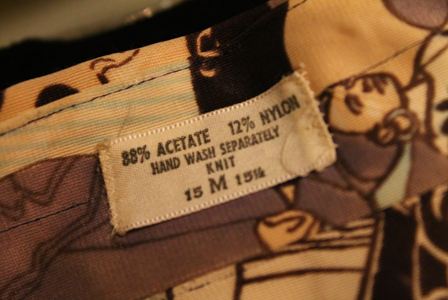 88% ACETATE 12% NYLON
HAND WASH SEPARATELY
KNIT
15 M 15½